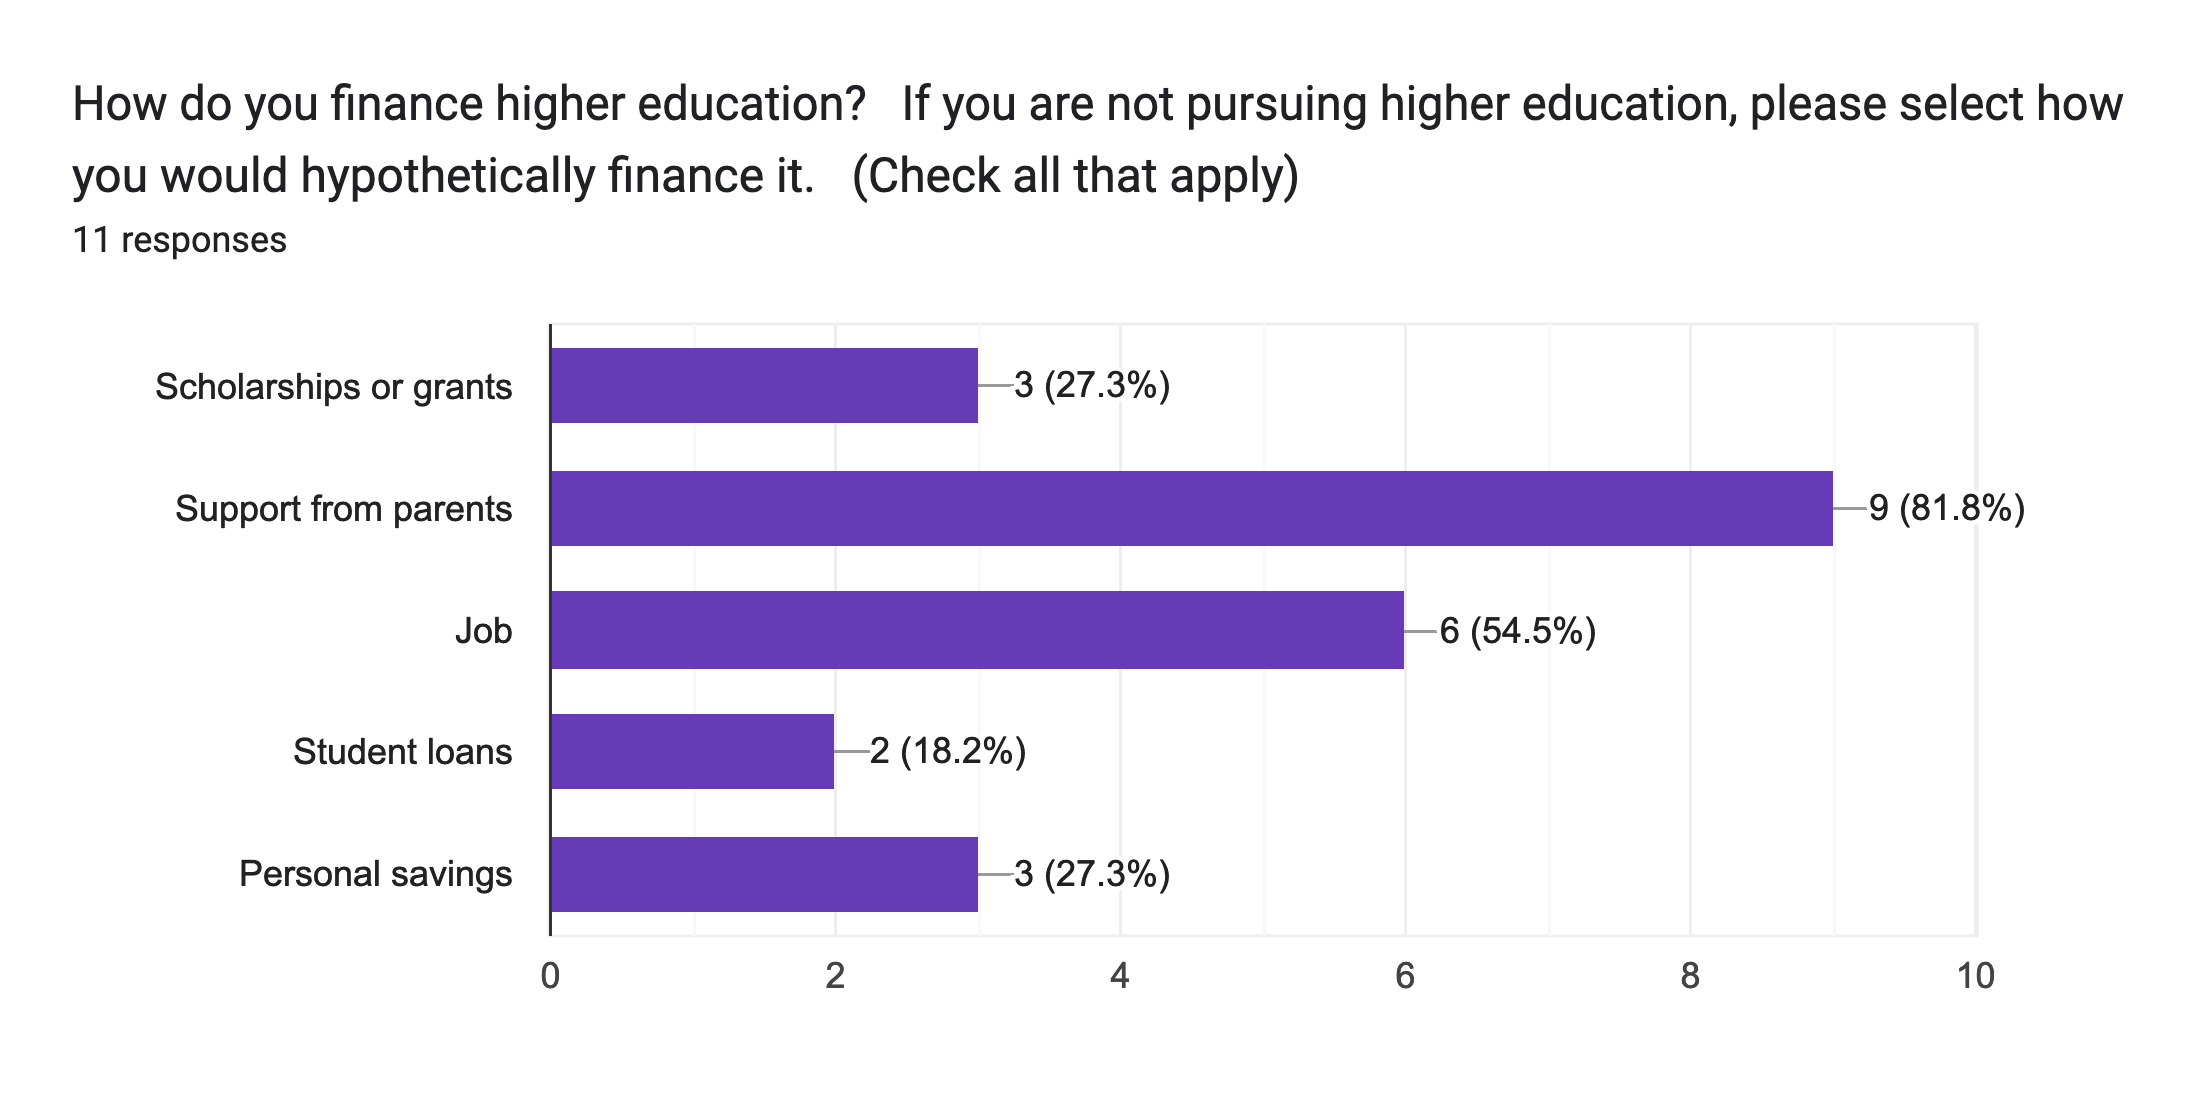 How do you finance higher education?   If you are not pursuing higher education, please select how
you would hypothetically finance it.   (Check all that apply)
11 responses
Scholarships or grants
3 (27.3%)
Support from parents
9 (81.8%)
Job
6 (54.5%)
Student loans
2 (18.2%)
Personal savings
3 (27.3%)
0 2 4 6 8 10